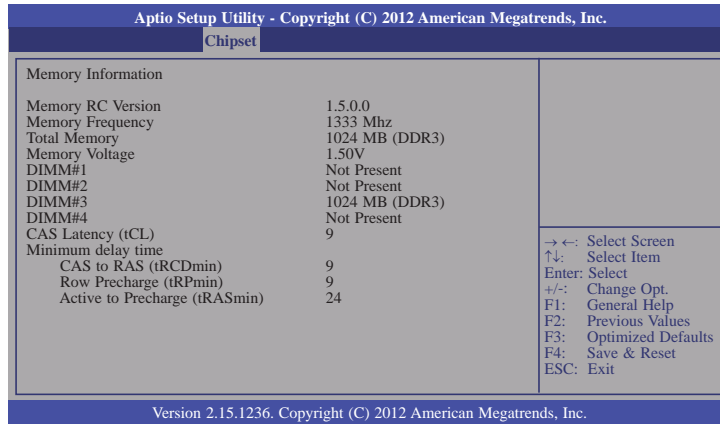 Aptio Setup Utility - Copyright (C) 2012 American Megatrends, Inc.
Chipset
Memory Information
Memory RC Version 1.5.0.0
Memory Frequency 1333 Mhz
Total Memory 1024 MB (DDR3)
Memory Voltage 1.50V
DIMM#1 Not Present
DIMM#2 Not Present
DIMM#3 1024 MB (DDR3)
DIMM#4 Not Present
CAS Latency (tCL) 9
Minimum delay time
CAS to RAS (tRCDmin) 9
Row Precharge (tRPmin) 9
Active to Precharge (tRASmin) 24
→ ←: Select Screen
↑↓: Select Item
Enter: Select
+/-: Change Opt.
F1: General Help
F2: Previous Values
F3: Optimized Defaults
F4: Save & Reset
ESC: Exit
Version 2.15.1236. Copyright (C) 2012 American Megatrends, Inc.